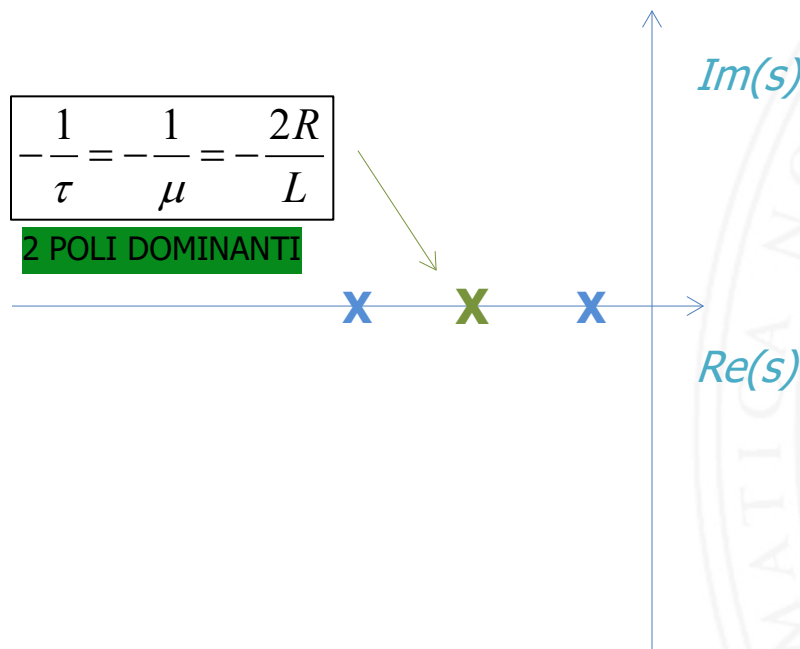 Im(s)
-1/τ = -1/μ = -2R/L
2 POLI DOMINANTI
X X X
Re(s)